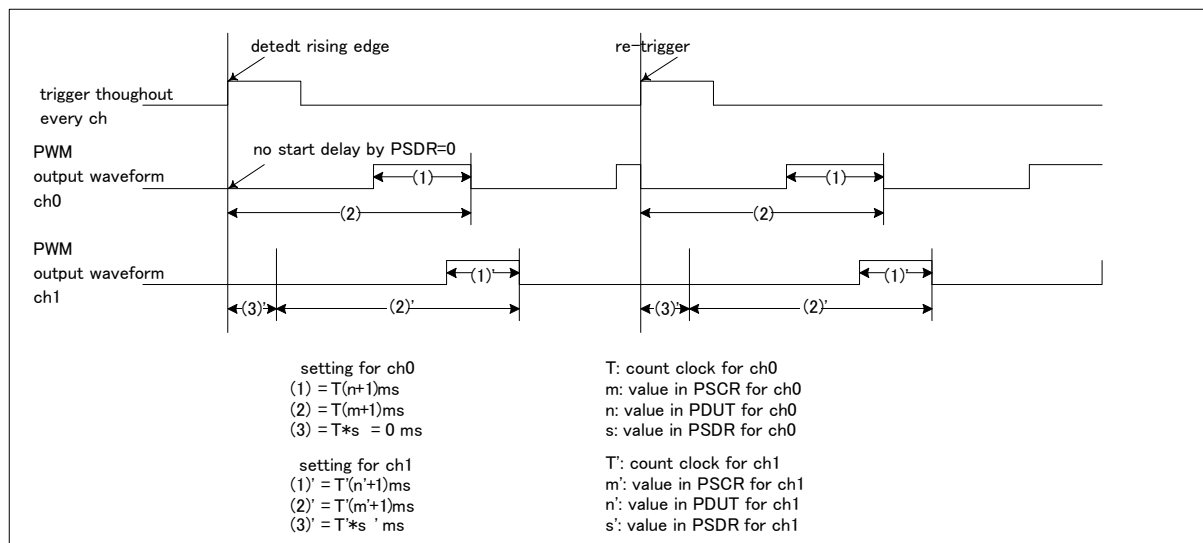 detedt rising edge
re-trigger
trigger thoughout
every ch
PWM
output waveform
ch0
no start delay by PSDR=0
(1)
(1)
(2)
(2)
PWM
output waveform
ch1
(1)'
(1)'
(3)'
(2)'
(3)'
(2)'
setting for ch0
(1) = T(n+1)ms
(2) = T(m+1)ms
(3) = T*s = 0 ms
T: count clock for ch0
m: value in PSCR for ch0
n: value in PDUT for ch0
s: value in PSDR for ch0
setting for ch1
(1)' = T'(n'+1)ms
(2)' = T'(m'+1)ms
(3)' = T'*s ' ms
T': count clock for ch1
m': value in PSCR for ch1
n': value in PDUT for ch1
s': value in PSDR for ch1